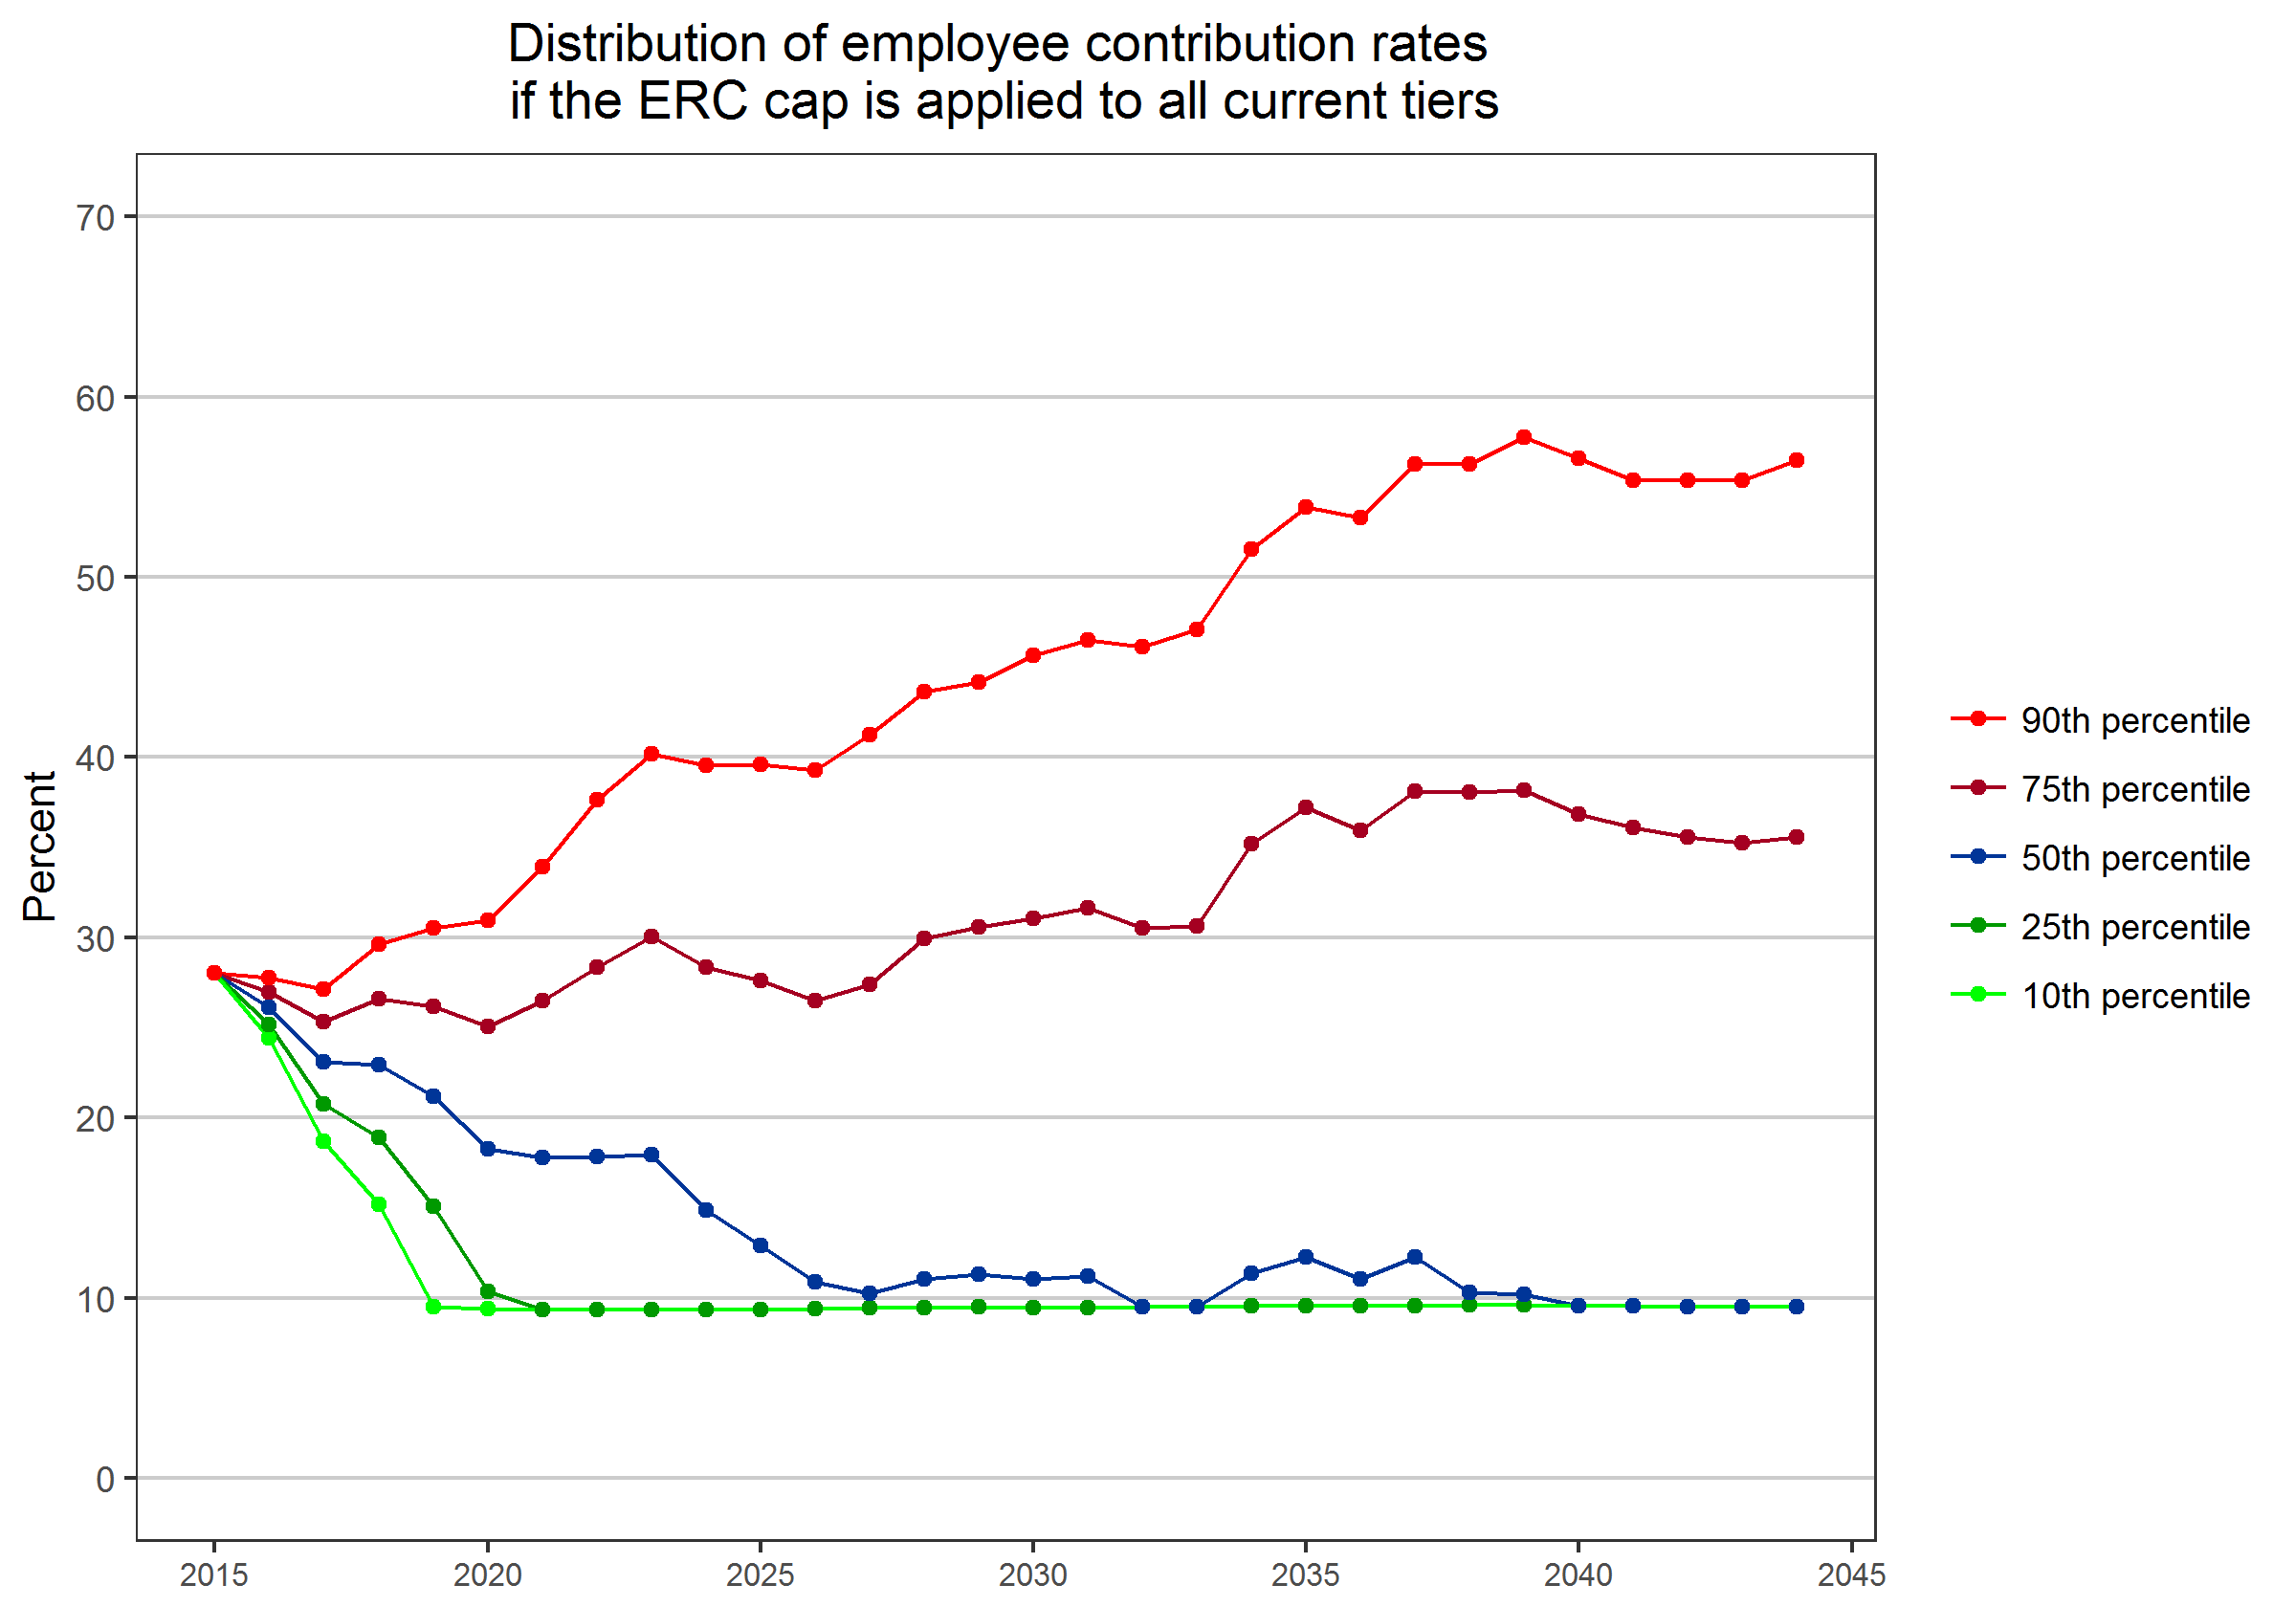 Distribution of employee contribution rates
if the ERC cap is applied to all current tiers
Percent
70
60
50
40
30
20
10
0
2015
2020
2025
2030
2035
2040
2045
90th percentile
75th percentile
50th percentile
25th percentile
10th percentile